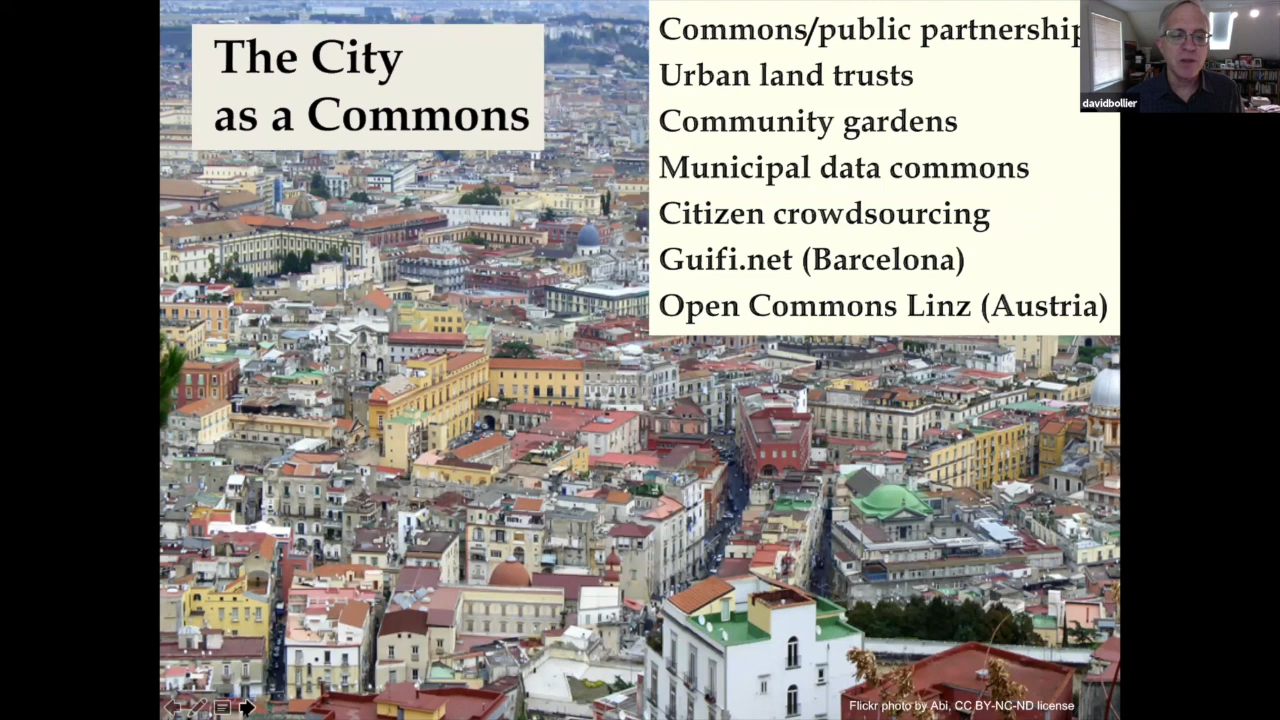 The City
as a Commons
Commons/public partnership
Urban land trusts
Community gardens
Municipal data commons
Citizen crowdsourcing
Guifi.net (Barcelona)
Open Commons Linz (Austria)
davidbollier
Flickr photo by Abi, CC BY-NC-ND license